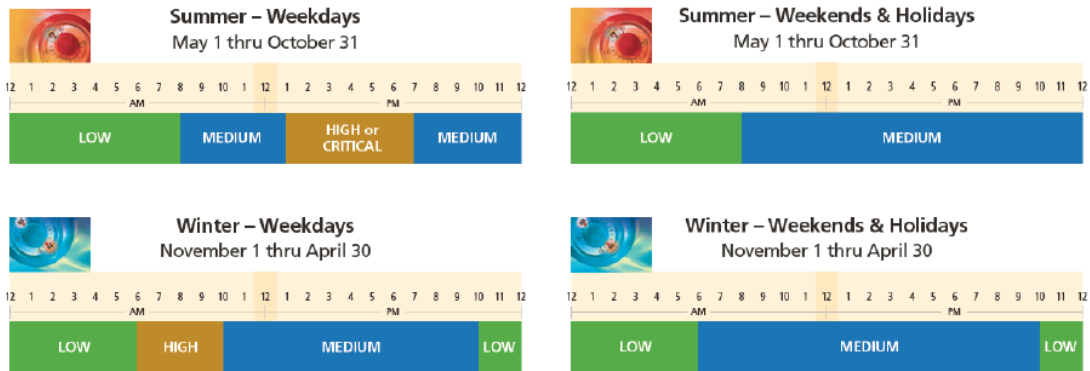 Summer – Weekdays
May 1 thru October 31
12 1 2 3 4 5 6 7 8 9 10 1 12 1 2 3 4 5 6 7 8 9 10 11 12
AM PM
LOW MEDIUM HIGH or CRITICAL MEDIUM
Summer – Weekends & Holidays
May 1 thru October 31
12 1 2 3 4 5 6 7 8 9 10 1 12 1 2 3 4 5 6 7 8 9 10 11 12
AM PM
LOW MEDIUM
Winter – Weekdays
November 1 thru April 30
12 1 2 3 4 5 6 7 8 9 10 1 12 1 2 3 4 5 6 7 8 9 10 11 12
AM PM
LOW HIGH MEDIUM LOW
Winter – Weekends & Holidays
November 1 thru April 30
12 1 2 3 4 5 6 7 8 9 10 1 12 1 2 3 4 5 6 7 8 9 10 11 12
AM PM
LOW MEDIUM LOW